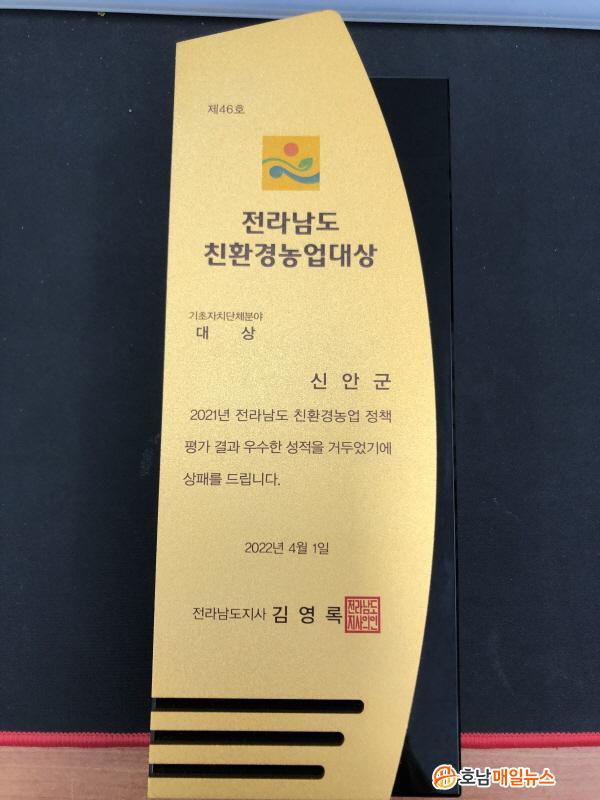 제46호
전라남도
친환경농업대상
기초자치단체분야
대 상
신 안 군
2021년 전라남도 친환경농업 정책
평가 결과 우수한 성적을 거두었기에
상패를 드립니다.
2022년 4월 1일
전라남도지사 김 영 록
전라남도
지사의인
호남매일뉴스